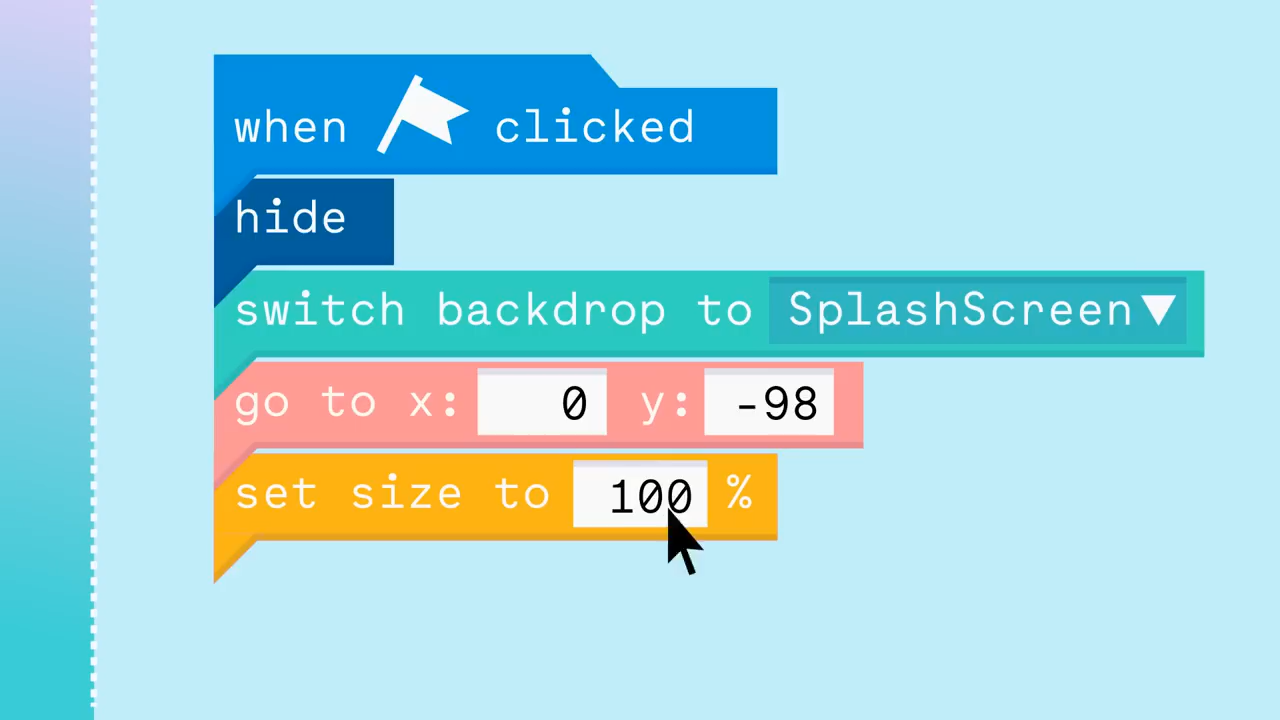 when clicked
hide
switch backdrop to SplashScreen
go to x: 0 y: -98
set size to 100 %